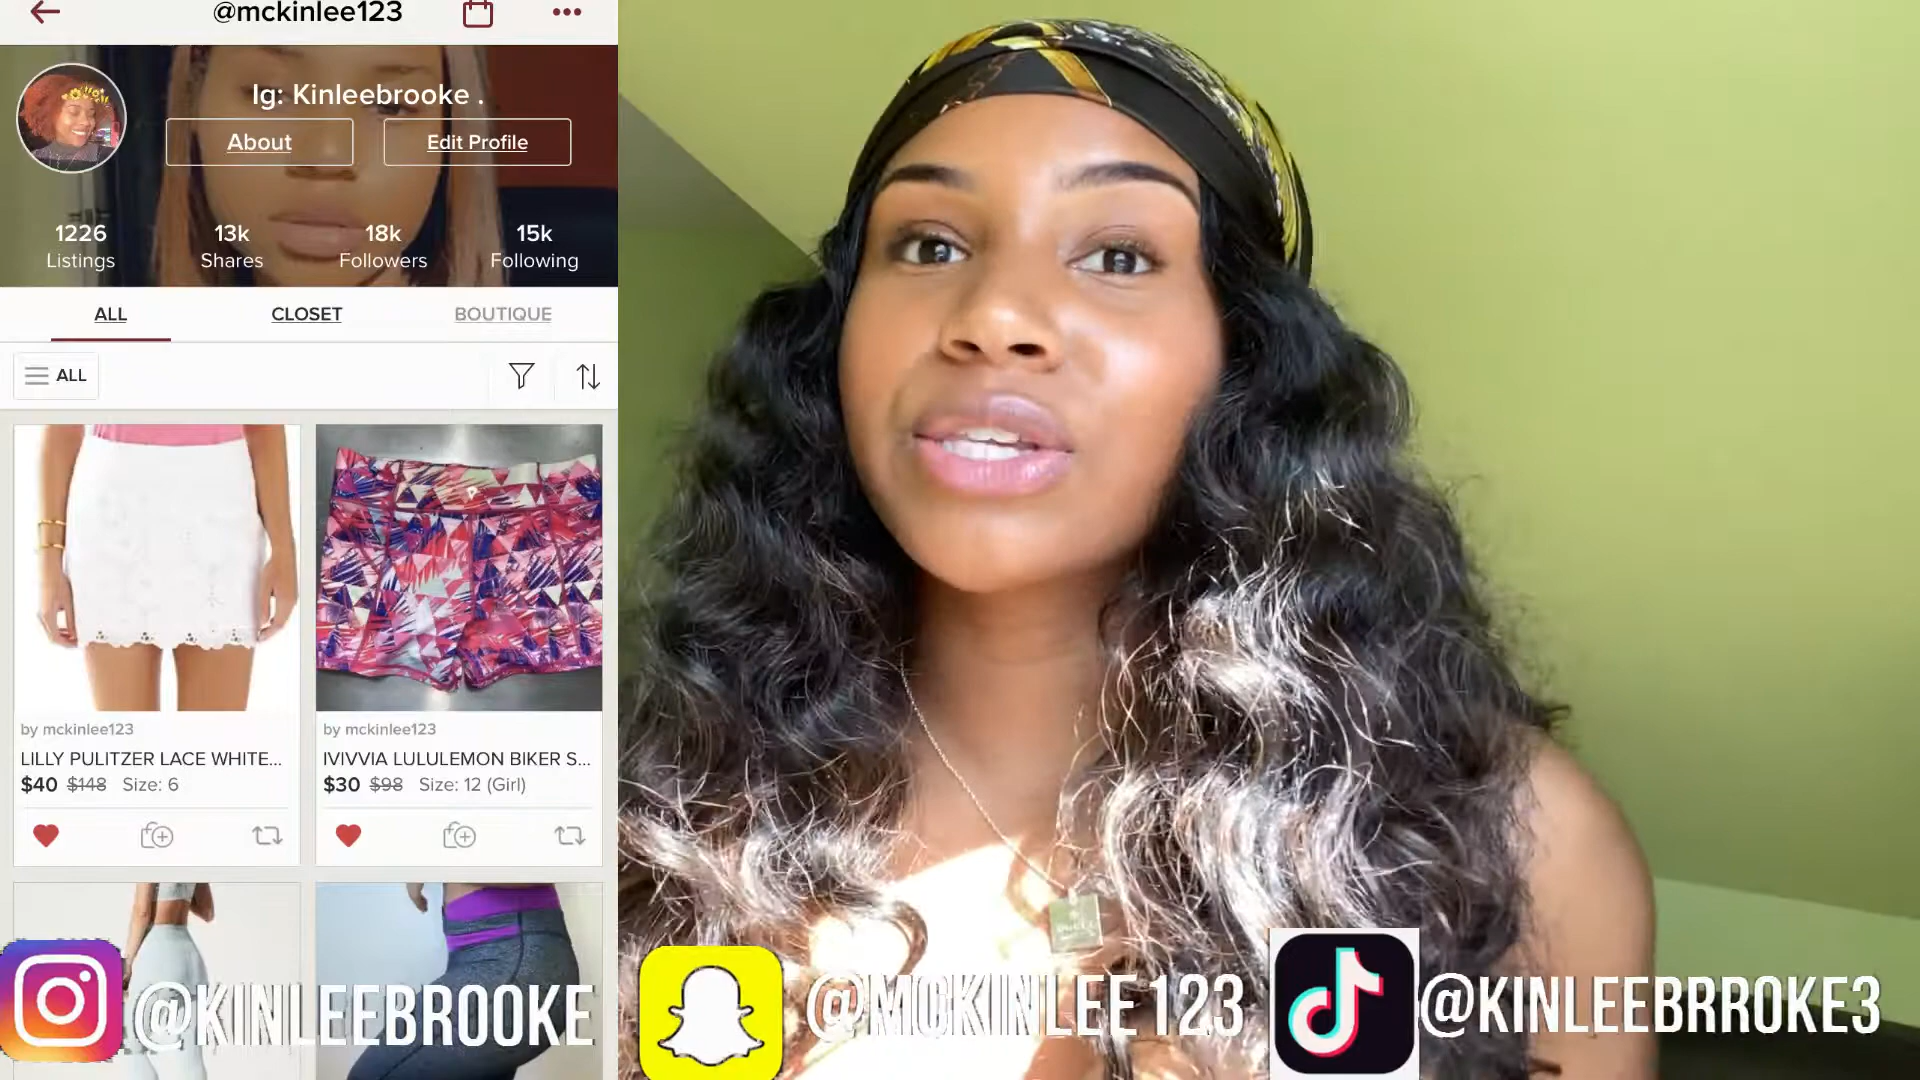 @mckinlee123
Ig: Kinleebrooke .
About
Edit Profile
1226
13k
18k
15k
Listings
Shares
Followers
Following
ALL
CLOSET
BOUTIQUE
ALL
by mckinlee123
LILLY PULITZER LACE WHITE...
$40 $148 Size: 6
by mckinlee123
IVIVVIA LULULEMON BIKER S...
$30 $98 Size: 12 (Girl)
@KINLEEBROOKE
@MCKINLEE123
@KINLEEBRROKE3